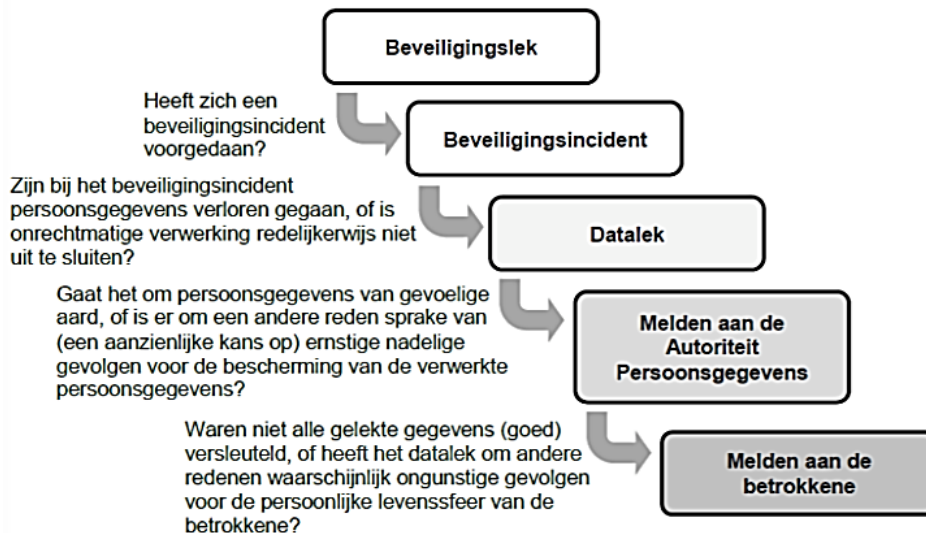 Beveiligingslek
Heeft zich een
beveiligingsincident
voorgedaan?
Beveiligingsincident
Zijn bij het beveiligingsincident
persoonsgegevens verloren gegaan, of is
onrechtmatige verwerking redelijkerwijs niet
uit te sluiten?
Datalek
Gaat het om persoonsgegevens van gevoelige
aard, of is er om een andere reden sprake van
(een aanzienlijke kans op) ernstige nadelige
gevolgen voor de bescherming van de verwerkte
persoonsgegevens?
Melden aan de
Autoriteit
Persoonsgegevens
Waren niet alle gelekte gegevens (goed)
versleuteld, of heeft het datalek om andere
redenen waarschijnlijk ongunstige gevolgen
voor de persoonlijke levenssfeer van de
betrokkene?
Melden aan de
betrokkene